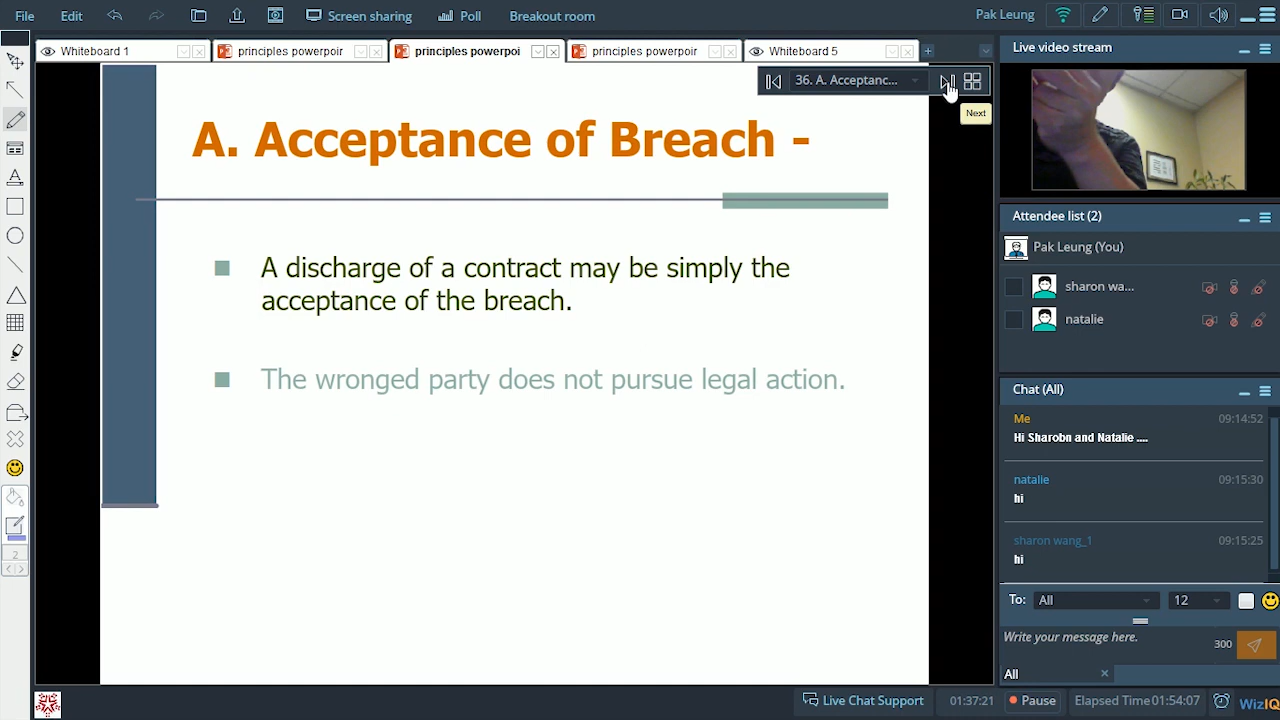 File Edit Screen sharing Poll Breakout room Pak Leung
Whiteboard 1 principles powerpoir principles powerpoi principles powerpoir Whiteboard 5
36. A. Acceptanc...
Next
A. Acceptance of Breach -
A discharge of a contract may be simply the
acceptance of the breach.
The wronged party does not pursue legal action.
Live video stream
Attendee list (2)
Pak Leung (You)
sharon wa...
natalie
Chat (All)
Me 09:14:52
Hi Sharobn and Natalie ....
natalie 09:15:30
hi
sharon wang_1 09:15:25
hi
To: All 12
Write your message here. 300
All
2
Live Chat Support 01:37:21 Pause Elapsed Time 01:54:07 WizIQ